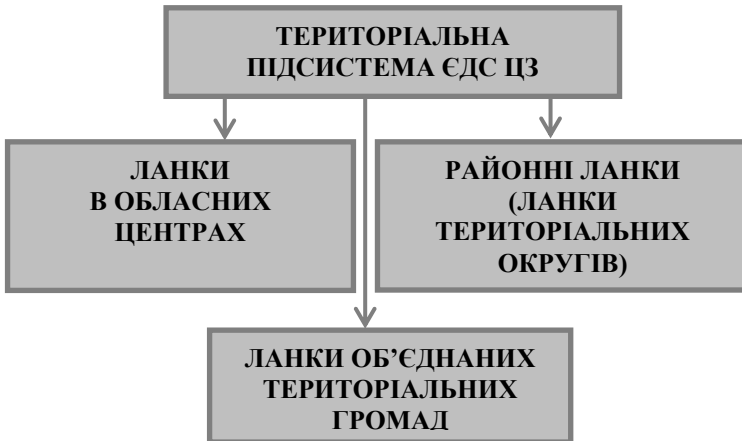 ТЕРИТОРІАЛЬНА
ПІДСИСТЕМА ЄДС ЦЗ
ЛАНКИ
В ОБЛАСНИХ
ЦЕНТРАХ
РАЙОННІ ЛАНКИ
(ЛАНКИ
ТЕРИТОРІАЛЬНИХ
ОКРУГІВ)
ЛАНКИ ОБ’ЄДНАНИХ
ТЕРИТОРІАЛЬНИХ
ГРОМАД